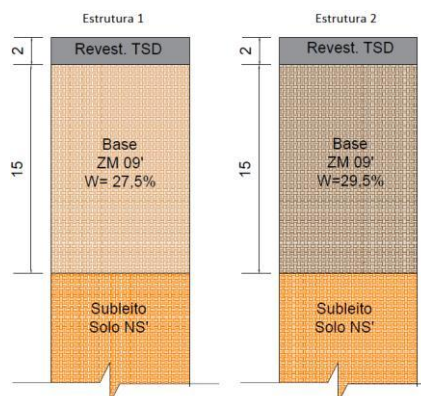 Estrutura 1
2
Revest. TSD
15
Base
ZM 09'
W= 27,5%
Subleito
Solo NS'
Estrutura 2
2
Revest. TSD
15
Base
ZM 09'
W=29,5%
Subleito
Solo NS'